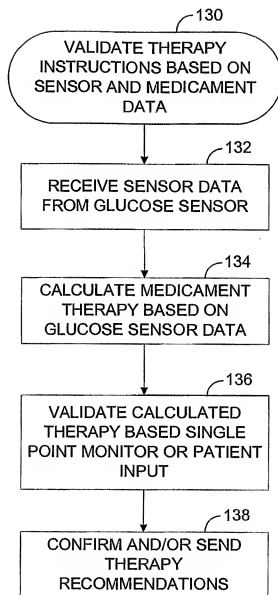 130
VALIDATE THERAPY
INSTRUCTIONS BASED ON
SENSOR AND MEDICAMENT
DATA
132
RECEIVE SENSOR DATA
FROM GLUCOSE SENSOR
134
CALCULATE MEDICAMENT
THERAPY BASED ON
GLUCOSE SENSOR DATA
136
VALIDATE CALCULATED
THERAPY BASED SINGLE
POINT MONITOR OR PATIENT
INPUT
138
CONFIRM AND/OR SEND
THERAPY
RECOMMENDATIONS